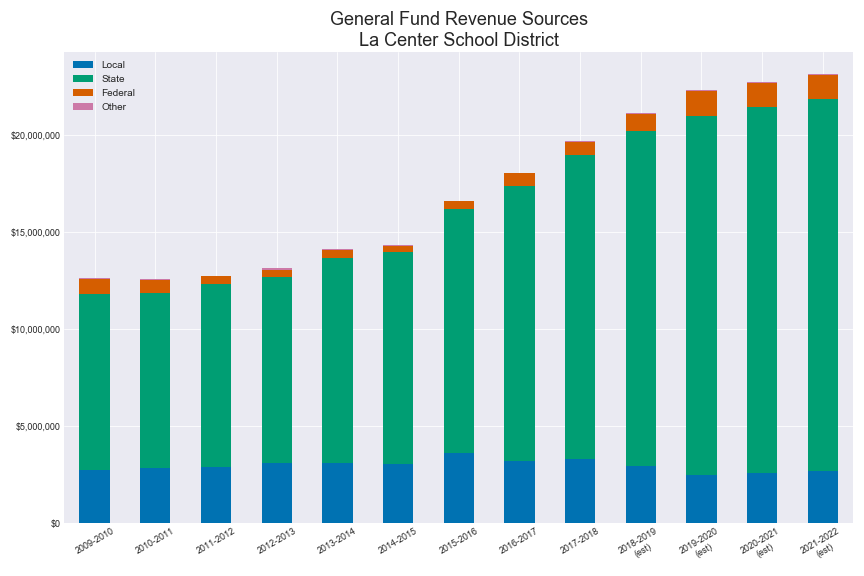 General Fund Revenue Sources
La Center School District
Local
State
Federal
Other
$20,000,000
$15,000,000
$10,000,000
$5,000,000
$0
2009-2010
2010-2011
2011-2012
2012-2013
2013-2014
2014-2015
2015-2016
2016-2017
2017-2018
2018-2019
(est)
2019-2020
(est)
2020-2021
(est)
2021-2022
(est)